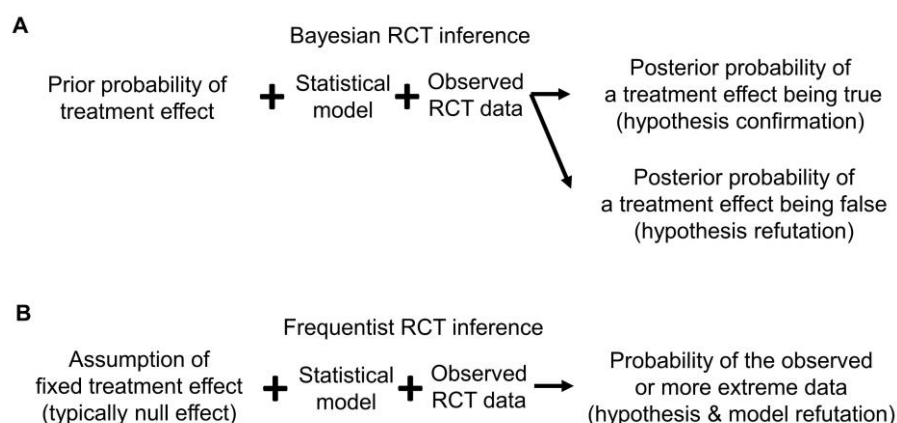 A
Bayesian RCT inference
Prior probability of
treatment effect
+
Statistical
model
+
Observed
RCT data
Posterior probability of
a treatment effect being true
(hypothesis confirmation)
Posterior probability of
a treatment effect being false
(hypothesis refutation)
B
Frequentist RCT inference
Assumption of
fixed treatment effect
(typically null effect)
+
Statistical
model
+
Observed
RCT data
Probability of the observed
or more extreme data
(hypothesis & model refutation)